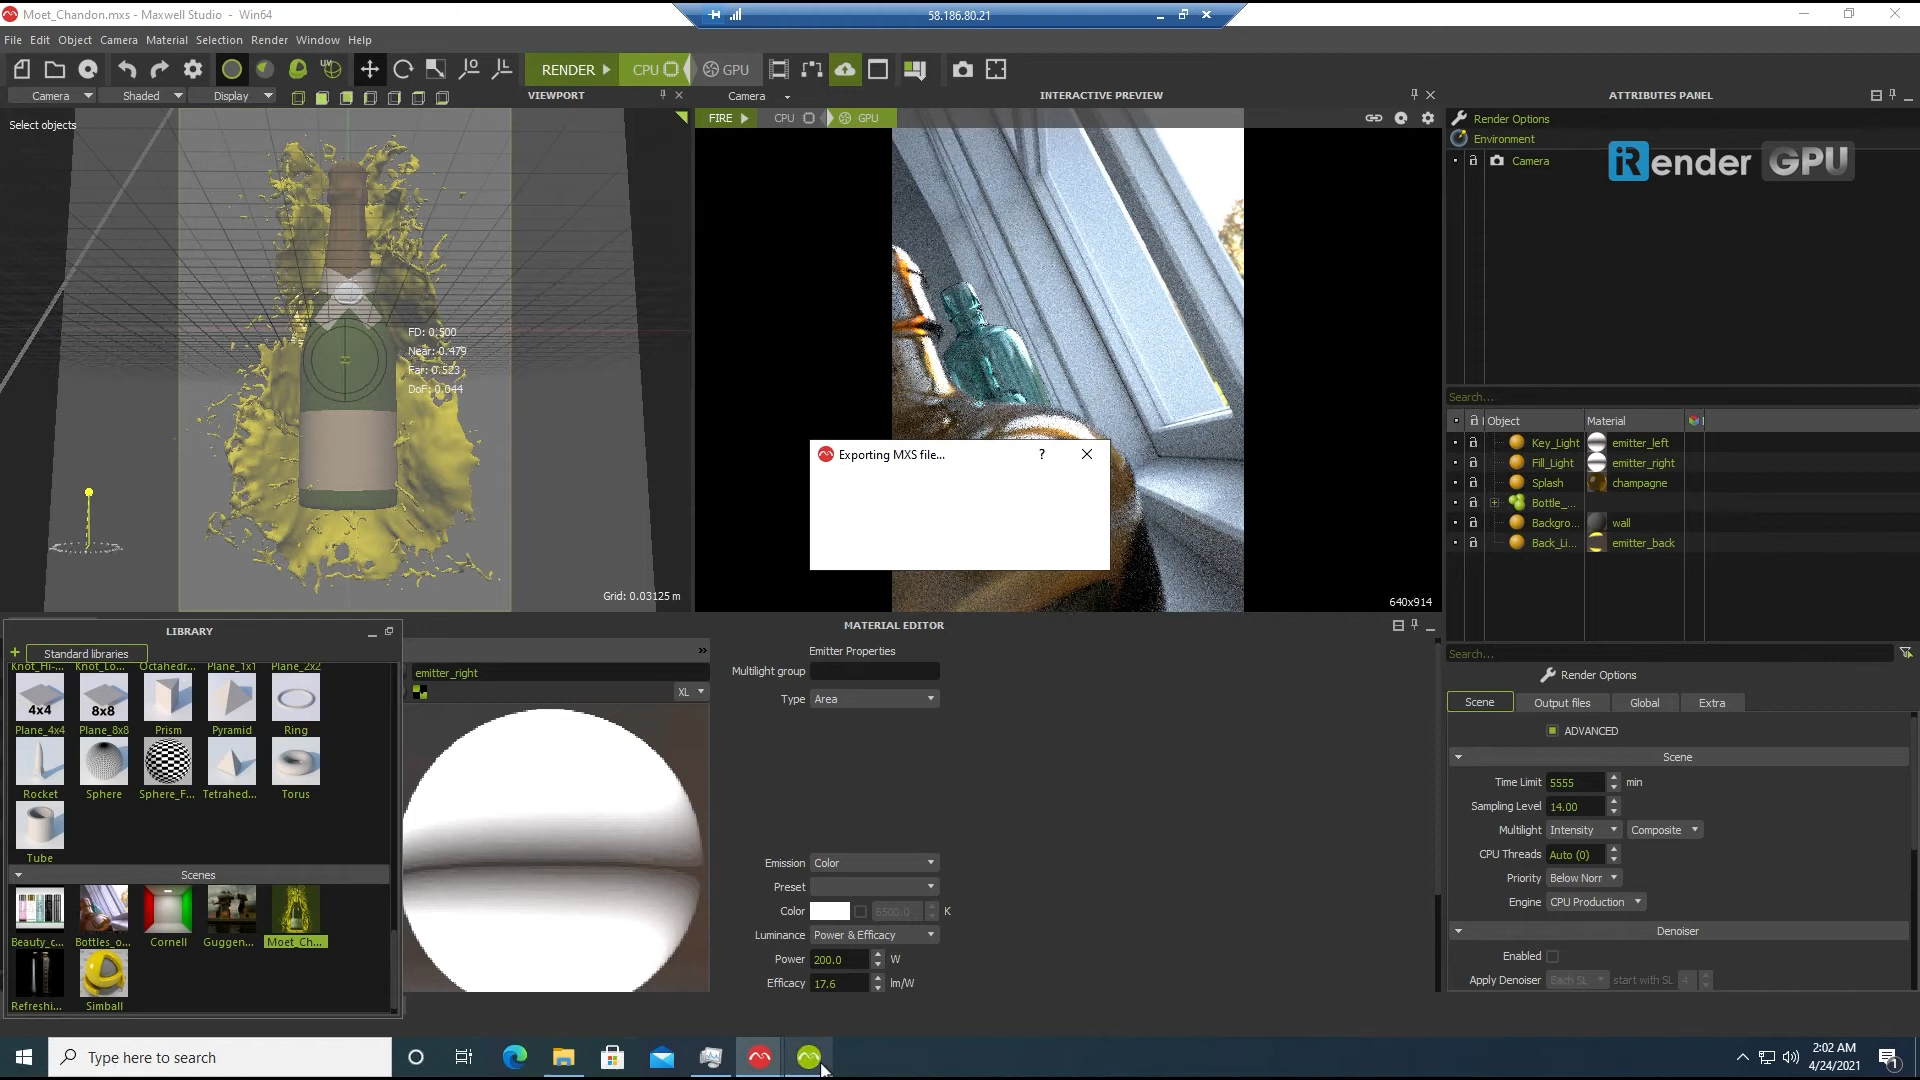 Moet_Chandon.mxs - Maxwell Studio - Win64
58.186.80.21
File Edit Object Camera Material Selection Render Window Help
UV
RENDER CPU GPU
Camera Shaded Display
VIEWPORT
Camera
INTERACTIVE PREVIEW
ATTRIBUTES PANEL
Select objects
FIRE CPU GPU
Render Options
Environment
Camera
iRender GPU
FD: 0.500
Near: 0.479
Far: 0.523
DoF: 0.044
Grid: 0.03125 m
640x914
Exporting MXS file...
?
Search...
Object Material
Key_Light emitter_left
Fill_Light emitter_right
Splash champagne
Bottle_...
Backgro... wall
Back_Li... emitter_back
LIBRARY
Standard libraries
Knot_Hi-... Knot_Lo... Octahedr... Plane_1x1 Plane_2x2
4x4 8x8
Plane_4x4 Plane_8x8 Prism Pyramid Ring
Rocket Sphere Sphere_F... Tetrahed... Torus
Tube
Scenes
Beauty_c... Bottles_o... Cornell Guggen... Moet_Ch...
Refreshi... Simball
MATERIAL EDITOR
emitter_right
XL
Emitter Properties
Multilight group
Type Area
Emission Color
Preset
Color 6500.0 K
Luminance Power & Efficacy
Power 200.0 W
Efficacy 17.6 lm/W
Search...
Render Options
Scene Output files Global Extra
ADVANCED
Scene
Time Limit 5555 min
Sampling Level 14.00
Multilight Intensity Composite
CPU Threads Auto (0)
Priority Below Norr
Engine CPU Production
Denoiser
Enabled
Apply Denoiser Each SL start with SL 4
Type here to search
2:02 AM
4/24/2021
1